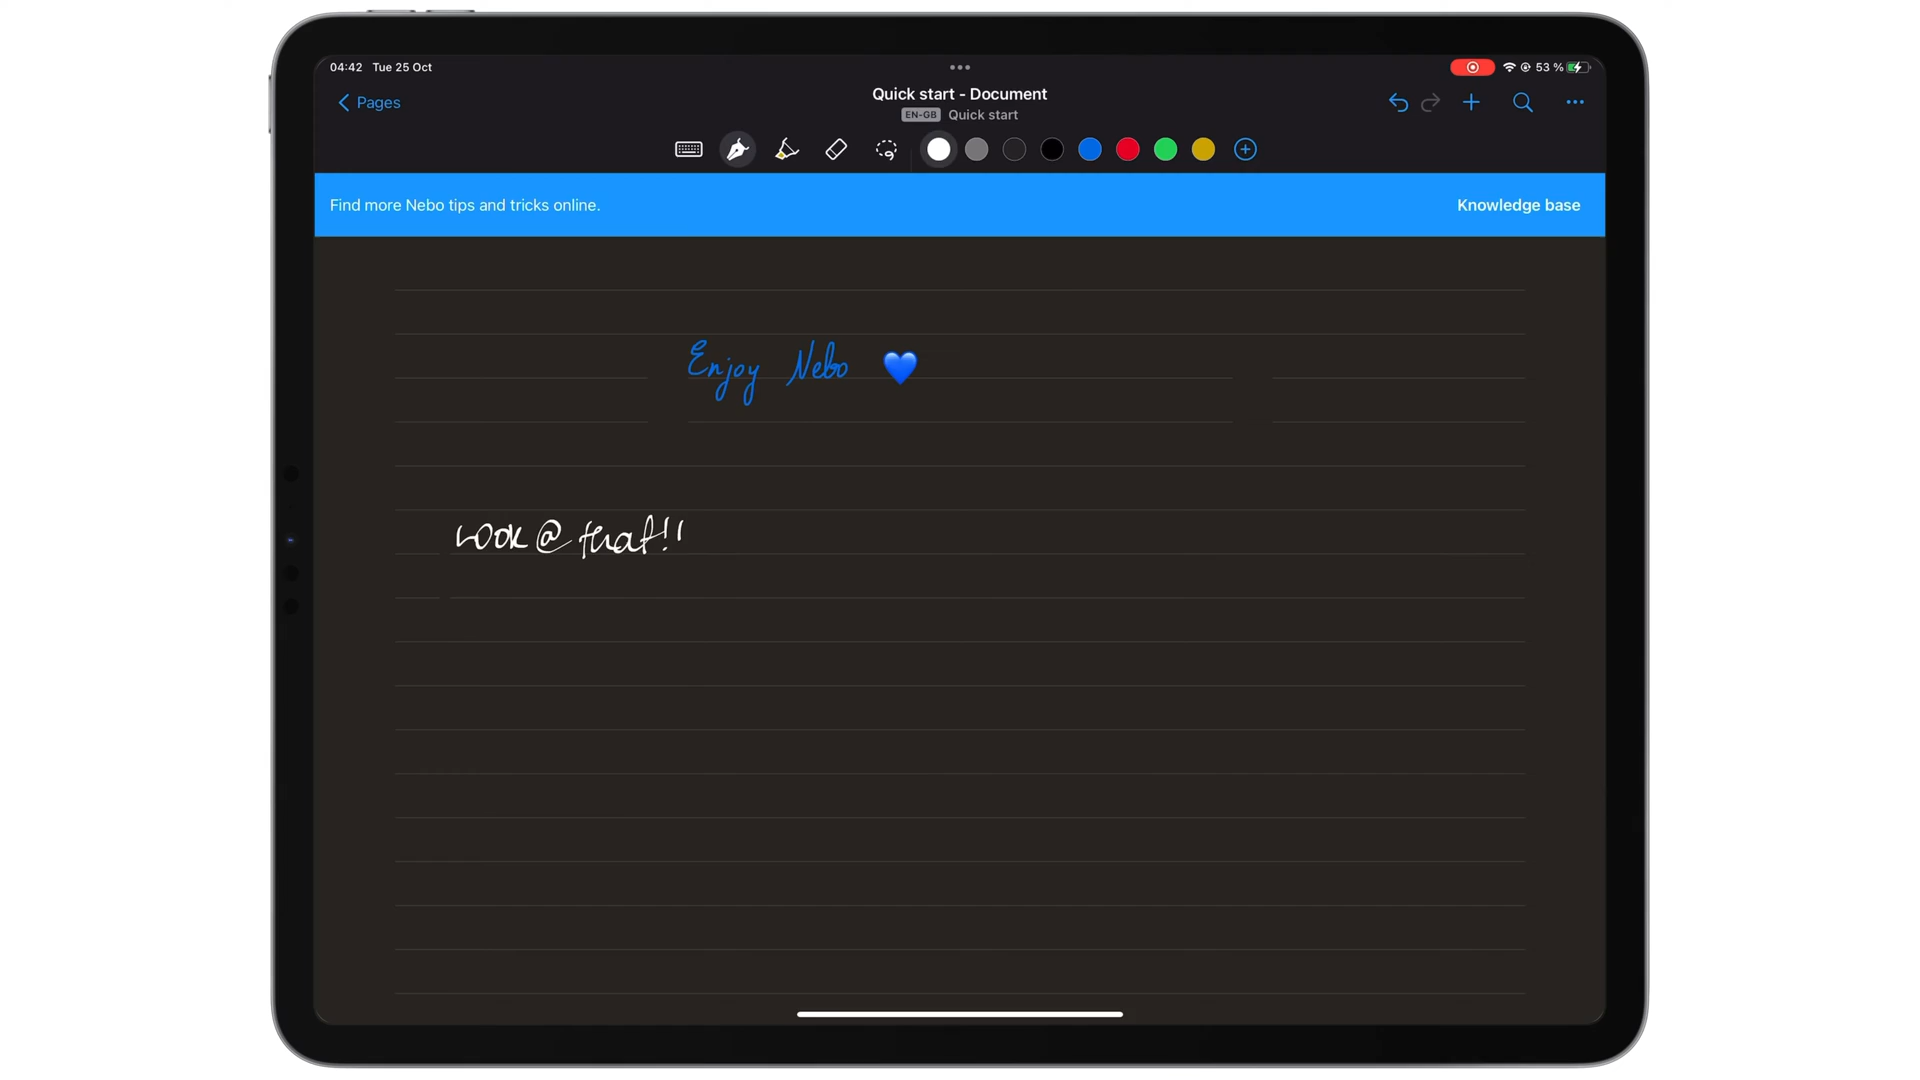 04:42 Tue 25 Oct 53 %
Quick start - Document
Pages
EN-GB Quick start
Find more Nebo tips and tricks online. Knowledge base
Enjoy Nebo 💙
Look @ that!!